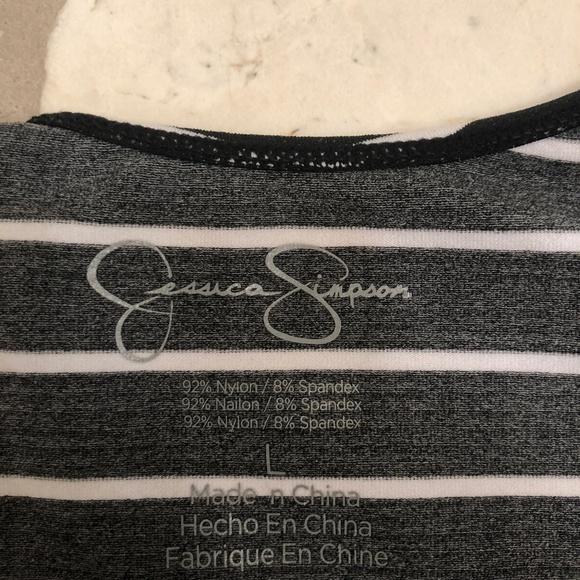 Jessica Simpson
92% Nylon / 8% Spandex
92% Nailon / 8% Spandex
92% Nylon / 8% Spandex
L
Made n China
Hecho En China
Fabrique En Chine